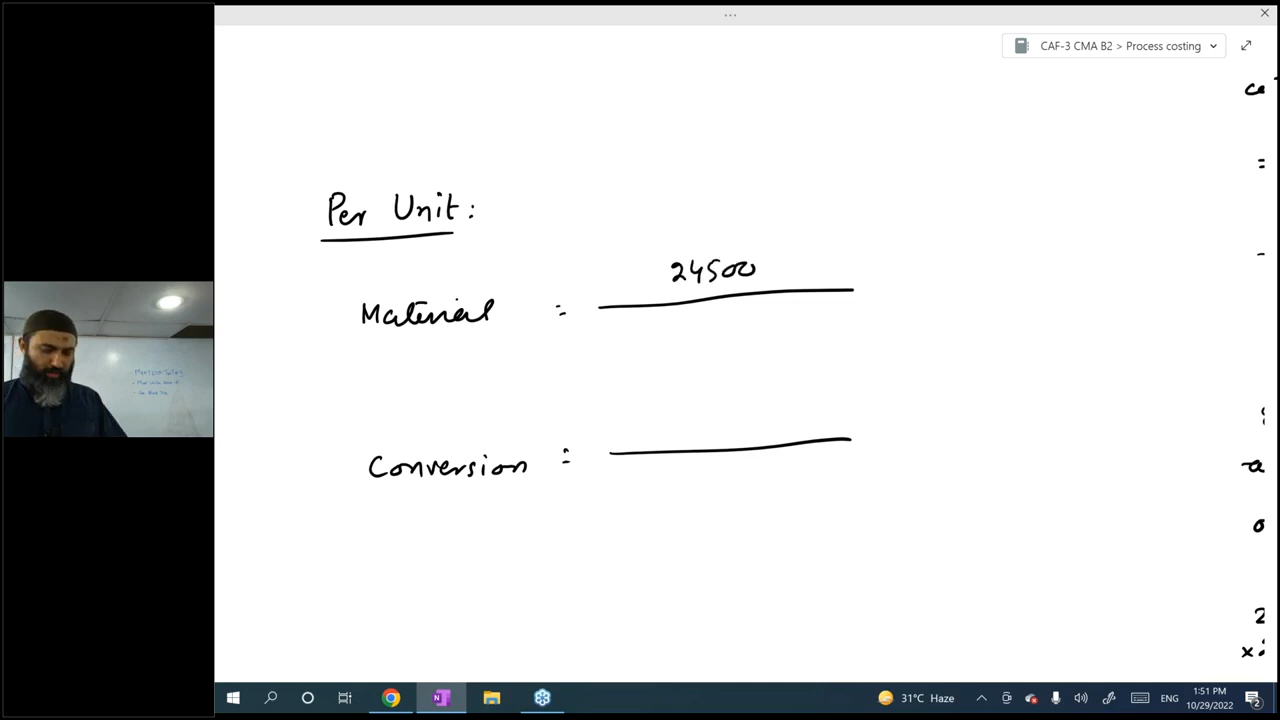 CAF-3 CMA B2 > Process costing
Per Unit:
24500
Material =
Conversion =
31°C Haze
ENG
1:51 PM
10/29/2022
2